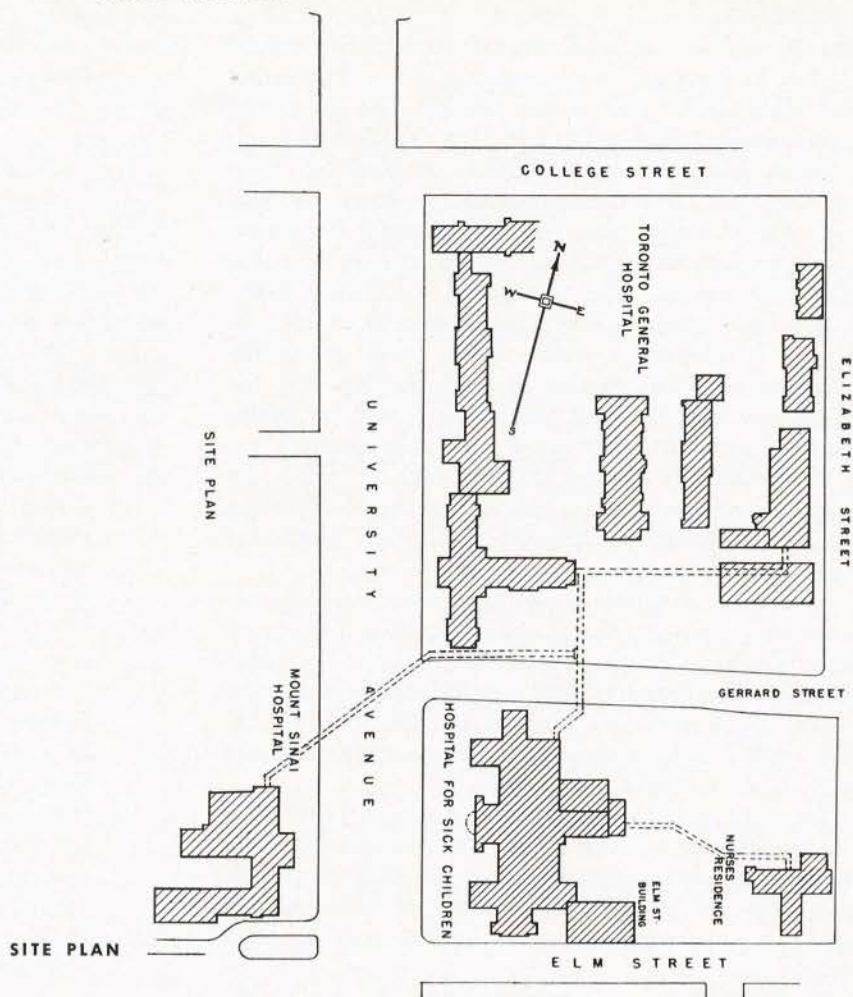 COLLEGE STREET
TORONTO GENERAL
HOSPITAL
N
W
E
S
ELIZABETH STREET
UNIVERSITY AVENUE
SITE PLAN
GERRARD STREET
MOUNT SINAI
HOSPITAL
HOSPITAL FOR SICK CHILDREN
NURSES
RESIDENCE
ELM ST.
BUILDING
SITE PLAN
ELM STREET